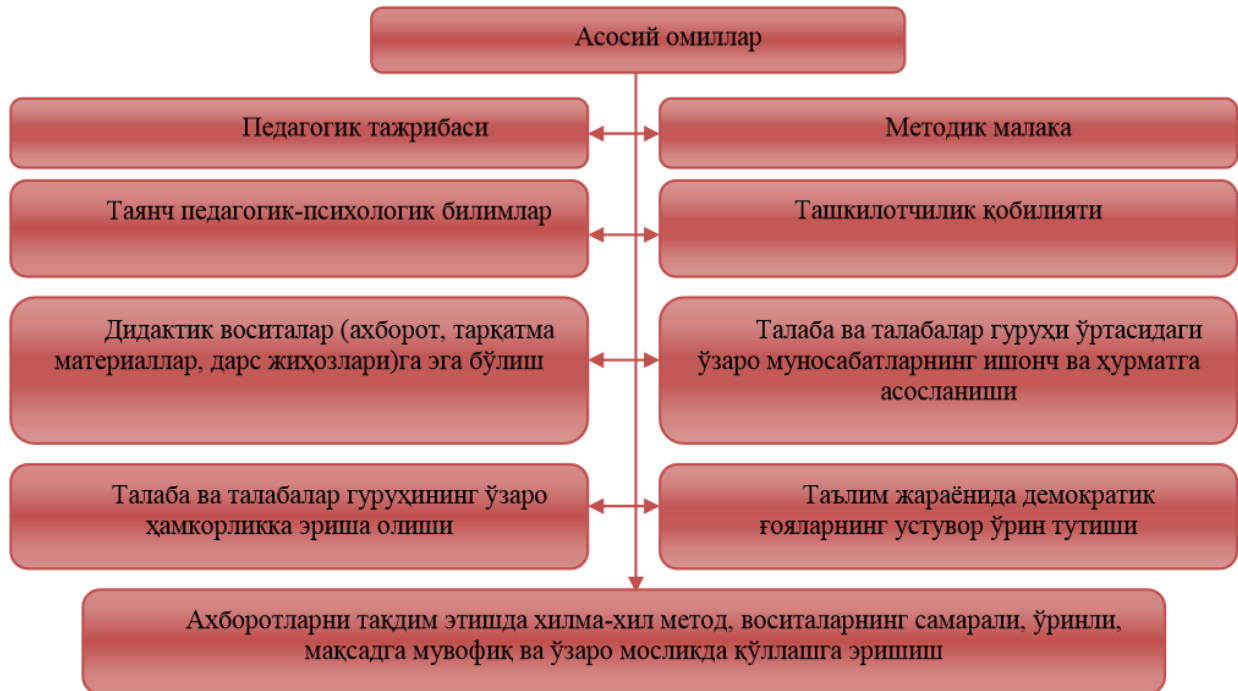 Асосий омиллар
Педагогик тажрибаси
Методик малака
Таянч педагогик-психологик билимлар
Ташкилотчилик қобилияти
Дидактик воситалар (ахборот, тарқатма
материаллар, дарс жиҳозлари)га эга бўлиш
Талаба ва талабалар гуруҳи ўртасидаги
ўзаро муносабатларнинг ишонч ва ҳурматга
асосланиши
Талаба ва талабалар гуруҳининг ўзаро
ҳамкорликка эриша олиши
Таълим жараёнида демократик
ғояларнинг устувор ўрин тутиши
Ахборотларни тақдим этишда хилма-хил метод, воситаларнинг самарали, ўринли,
мақсадга мувофиқ ва ўзаро мосликда қўллашга эришиш